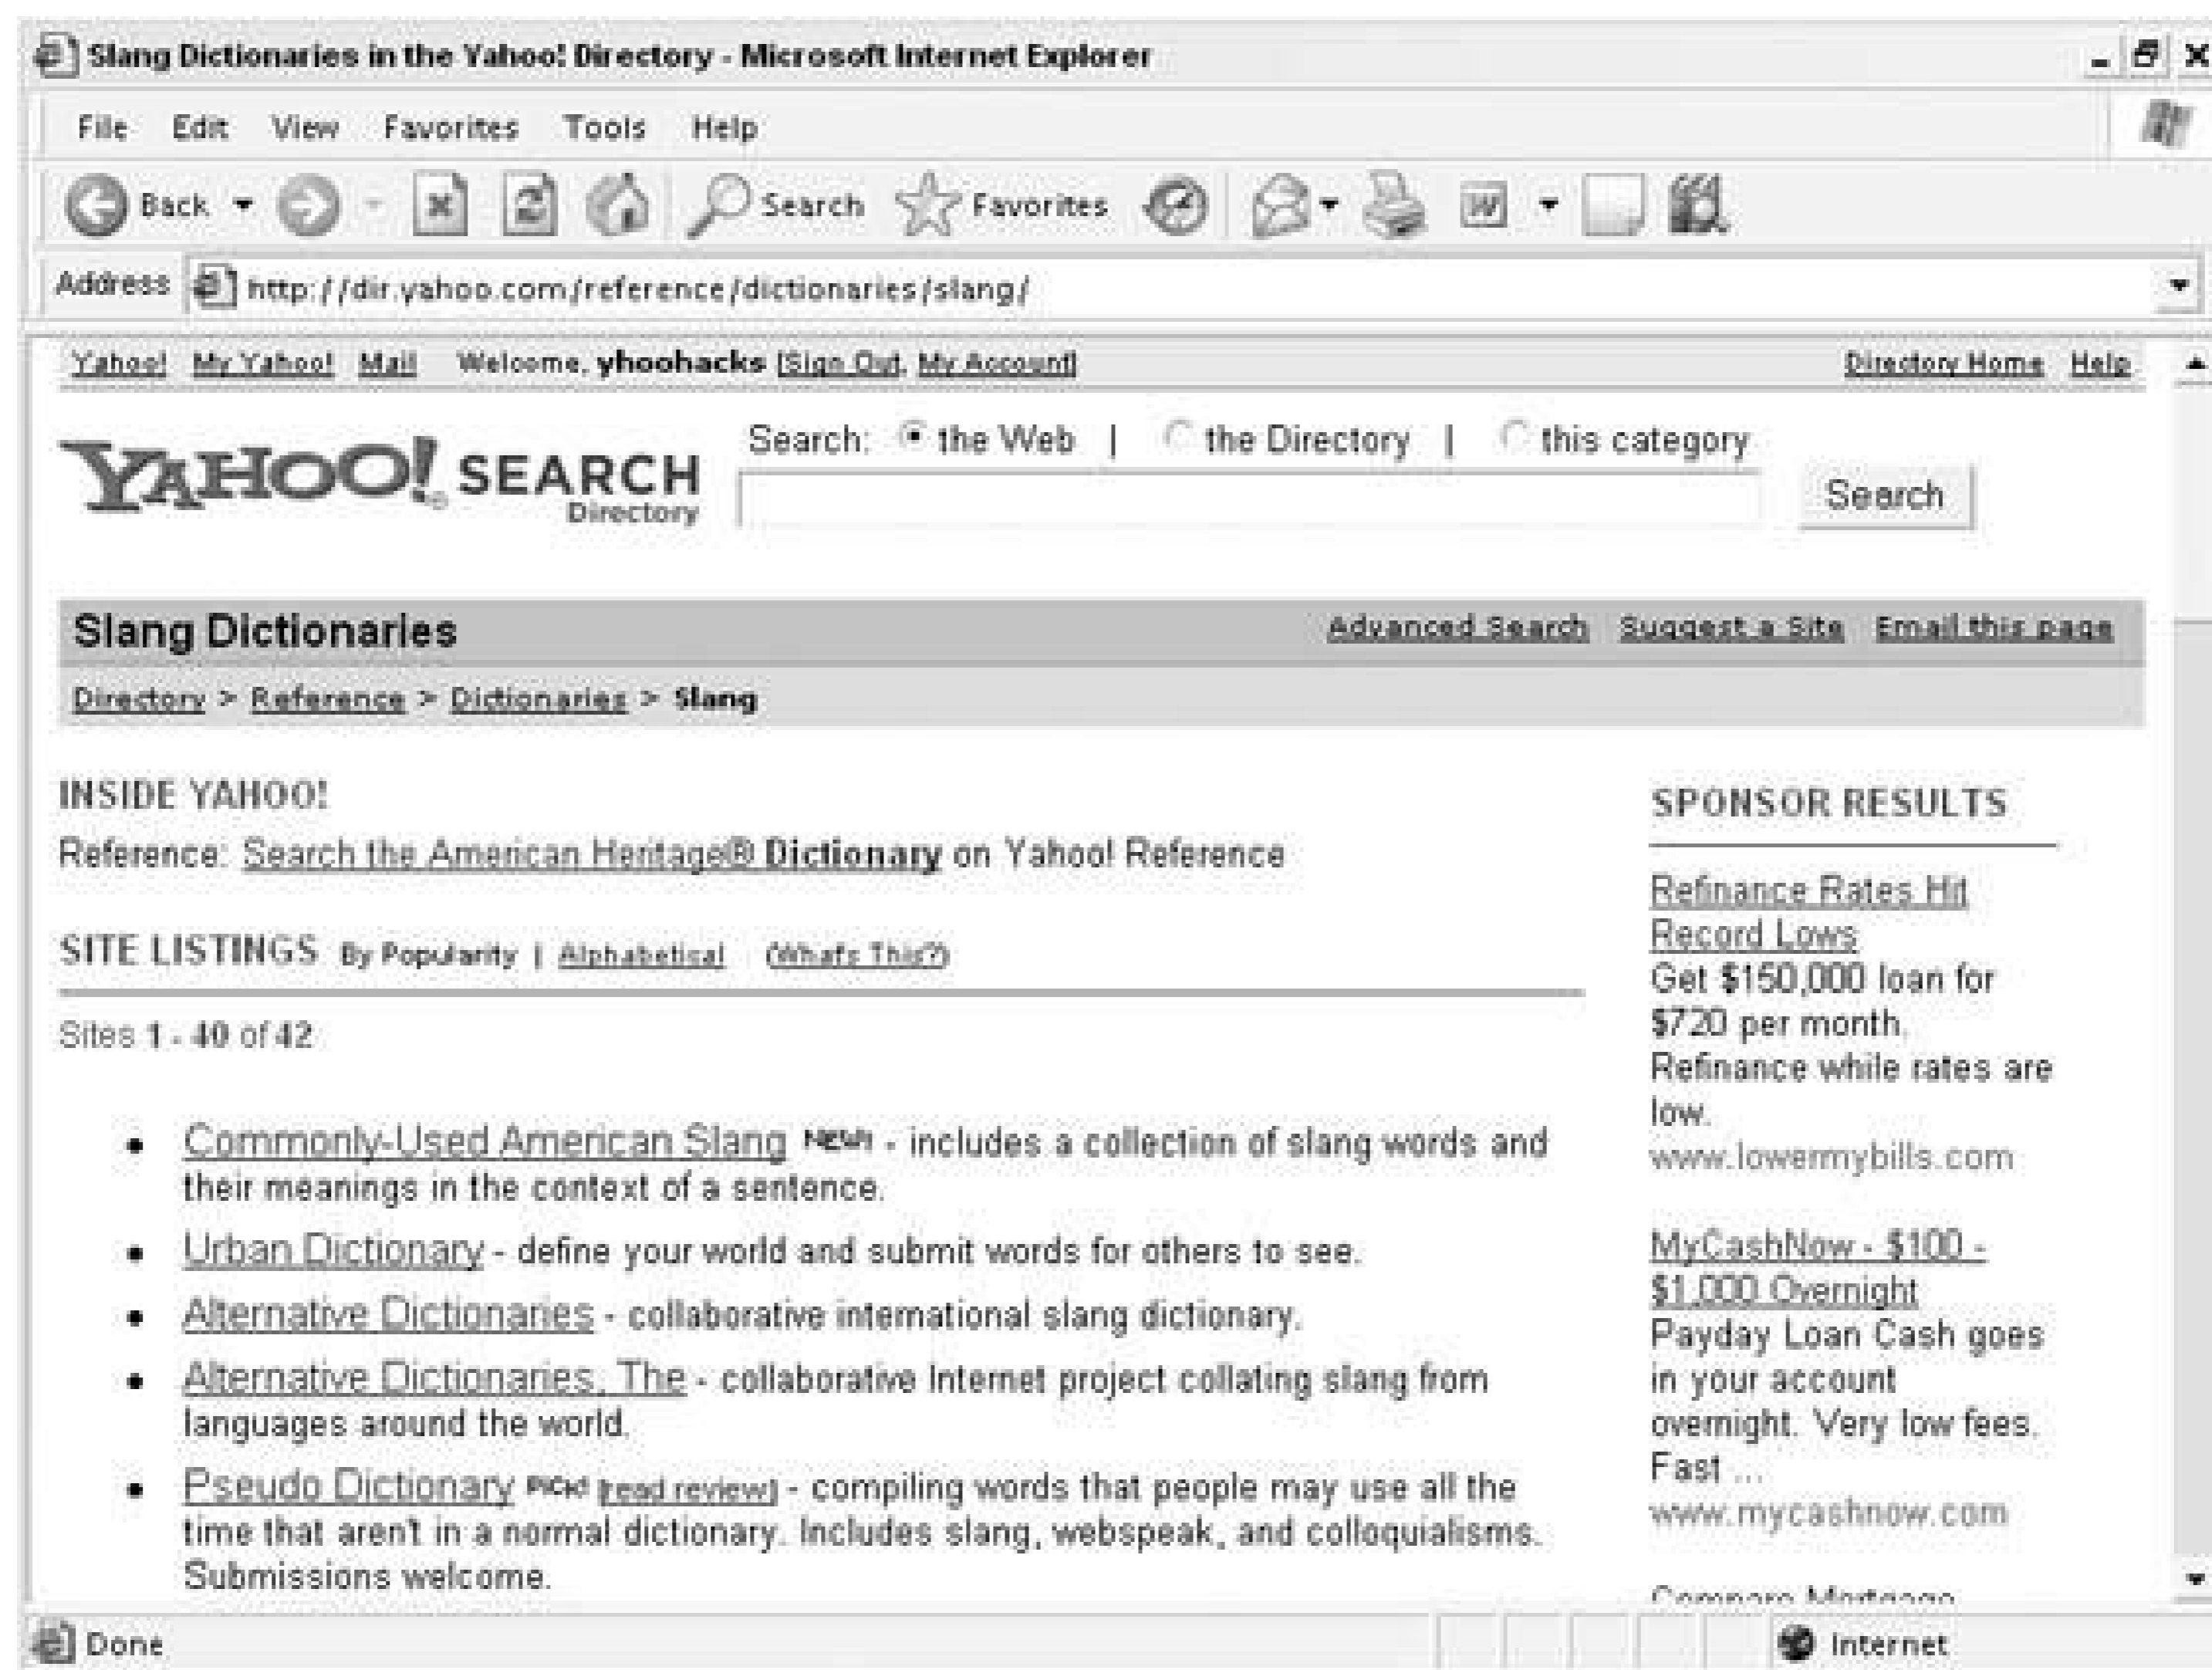 Slang Dictionaries in the Yahoo! Directory - Microsoft Internet Explorer
File Edit View Favorites Tools Help
Back Search Favorites
Address http://dir.yahoo.com/reference/dictionaries/slang/
Yahoo! My Yahoo! Mail Welcome, yhoohacks [Sign Out, My Account] Directory Home Help
Search: the Web | the Directory | this category
YAHOO! SEARCH
Directory
Search
Slang Dictionaries Advanced Search Suggest a Site Email this page
Directory > Reference > Dictionaries > Slang
INSIDE YAHOO!
Reference: Search the American Heritage® Dictionary on Yahoo! Reference
SITE LISTINGS By Popularity | Alphabetical (What's This?)
Sites 1 - 40 of 42
• Commonly-Used American Slang NEW! - includes a collection of slang words and
their meanings in the context of a sentence.
• Urban Dictionary - define your world and submit words for others to see.
• Alternative Dictionaries - collaborative international slang dictionary.
• Alternative Dictionaries, The - collaborative Internet project collating slang from
languages around the world.
• Pseudo Dictionary PICK! [read review] - compiling words that people may use all the
time that aren't in a normal dictionary. Includes slang, webspeak, and colloquialisms.
Submissions welcome.
SPONSOR RESULTS
Refinance Rates Hit
Record Lows
Get $150,000 loan for
$720 per month.
Refinance while rates are
low.
www.lowermybills.com
MyCashNow - $100 -
$1,000 Overnight
Payday Loan Cash goes
in your account
overnight. Very low fees.
Fast ...
www.mycashnow.com
Compare Mortgage
Done Internet